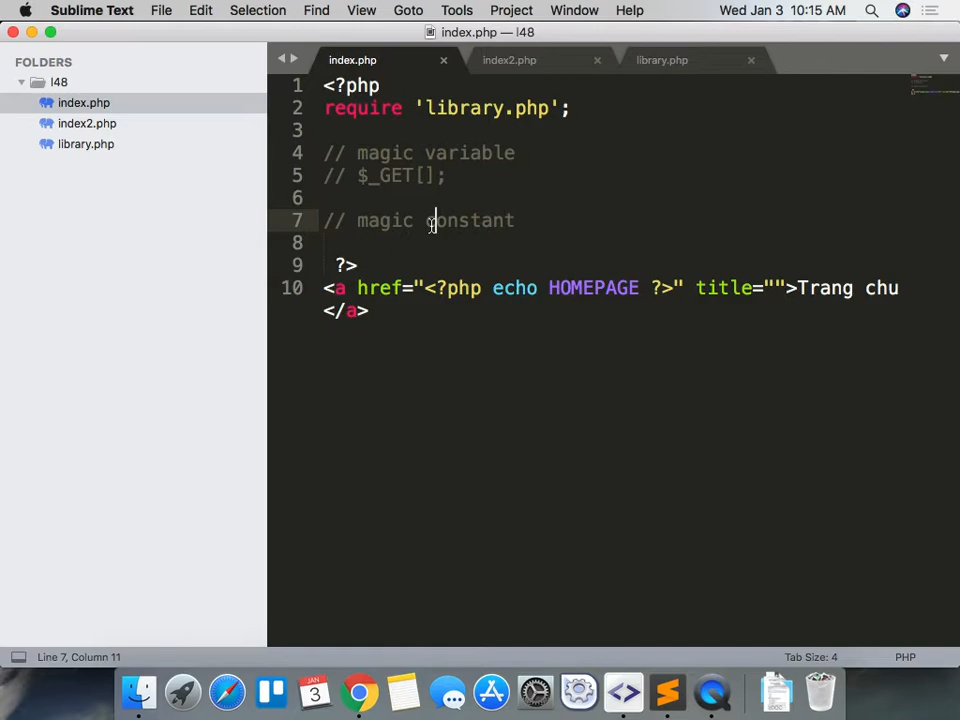 Sublime Text File Edit Selection Find View Goto Tools Project Window Help Wed Jan 3 10:15 AM
index.php — l48
FOLDERS
l48
index.php
index2.php
library.php
index.php index2.php library.php
1 <?php
2 require 'library.php';
3
4 // magic variable
5 // $_GET[];
6
7 // magic constant
8
9 ?>
10 <a href="<?php echo HOMEPAGE ?>" title="">Trang chu
</a>
Line 7, Column 11 Tab Size: 4 PHP
JAN
3